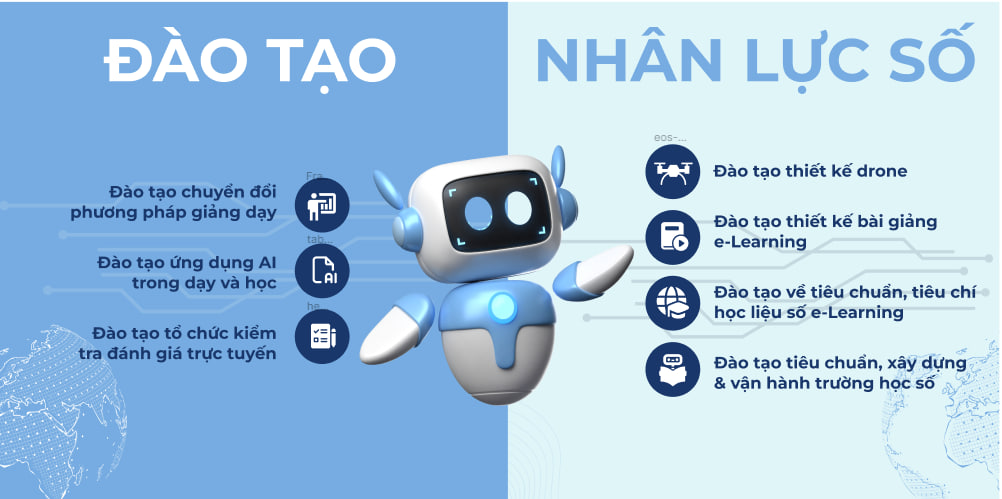 ĐÀO TẠO
NHÂN LỰC SỐ
Fra...
Đào tạo chuyển đổi
phương pháp giảng dạy
tab...
Đào tạo ứng dụng AI
trong dạy và học
AI
he...
Đào tạo tổ chức kiểm
tra đánh giá trực tuyến
eos-...
Đào tạo thiết kế drone
Đào tạo thiết kế bài giảng
e-Learning
Đào tạo về tiêu chuẩn, tiêu chí
học liệu số e-Learning
Đào tạo tiêu chuẩn, xây dựng
& vận hành trường học số